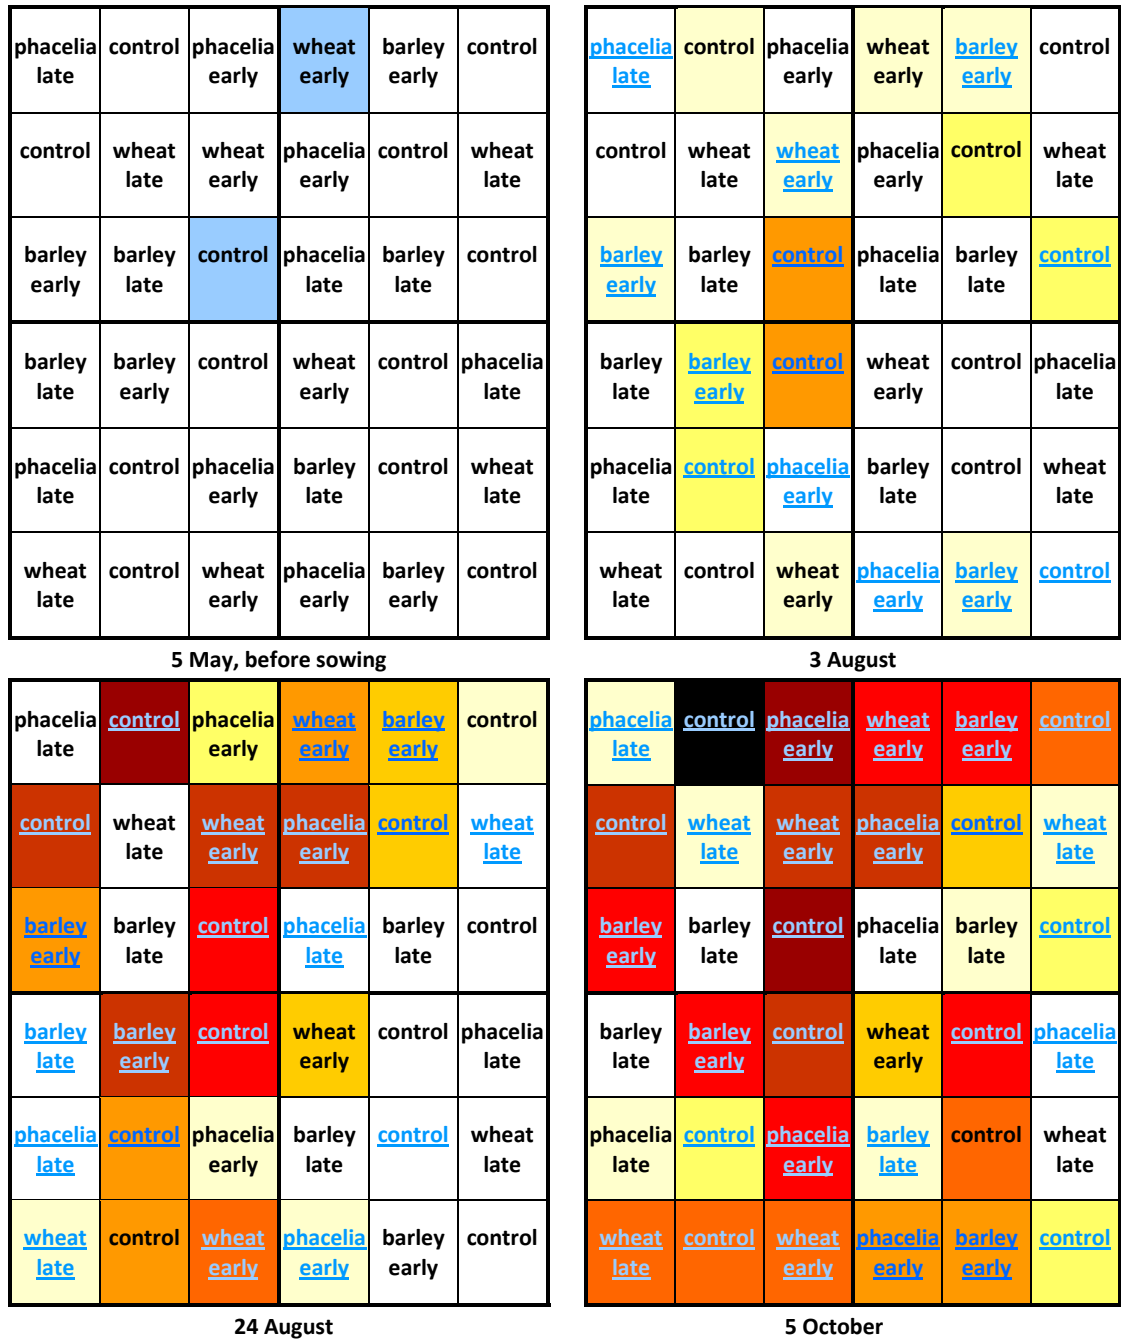 phacelia control phacelia wheat barley control
late early early early
control wheat wheat phacelia control wheat
late early early late
barley barley control phacelia barley control
early late late late
barley barley control wheat control phacelia
late early early late
phacelia control phacelia barley control wheat
late early late late
wheat control wheat phacelia barley control
late early early early
5 May, before sowing
phacelia control phacelia wheat barley control
late early early early
control wheat wheat phacelia control wheat
late early early late
barley barley control phacelia barley control
early late late late
barley barley control wheat control phacelia
late early early late
phacelia control phacelia barley control wheat
late early late late
wheat control wheat phacelia barley control
late early early early
3 August
phacelia control phacelia wheat barley control
late early early early
control wheat wheat phacelia control wheat
late early early late
barley barley control phacelia barley control
early late late late
barley barley control wheat control phacelia
late early early late
phacelia control phacelia barley control wheat
late early late late
wheat control wheat phacelia barley control
late early early early
24 August
phacelia control phacelia wheat barley control
late early early early
control wheat wheat phacelia control wheat
late early early late
barley barley control phacelia barley control
early late late late
barley barley control wheat control phacelia
late early early late
phacelia control phacelia barley control wheat
late early late late
wheat control wheat phacelia barley control
late early early early
5 October